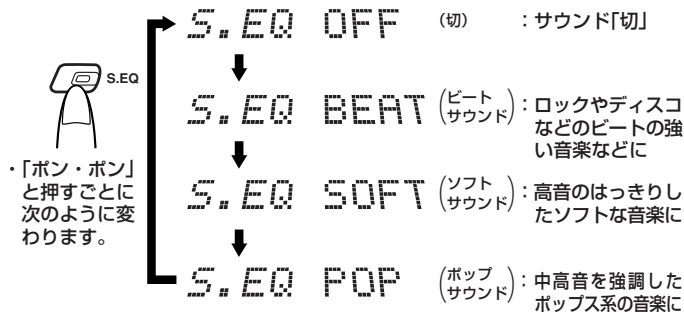 S.EQ OFF (切) ：サウンド「切」
S.EQ
S.EQ BEAT (ビートサウンド)：ロックやディスコ
などのビートの強
い音楽などに
・「ポン・ポン」
と押すごとに
次のように変
わります。
S.EQ SOFT (ソフトサウンド)：高音のはっきりし
たソフトな音楽に
S.EQ POP (ポップサウンド)：中高音を強調した
ポップス系の音楽に